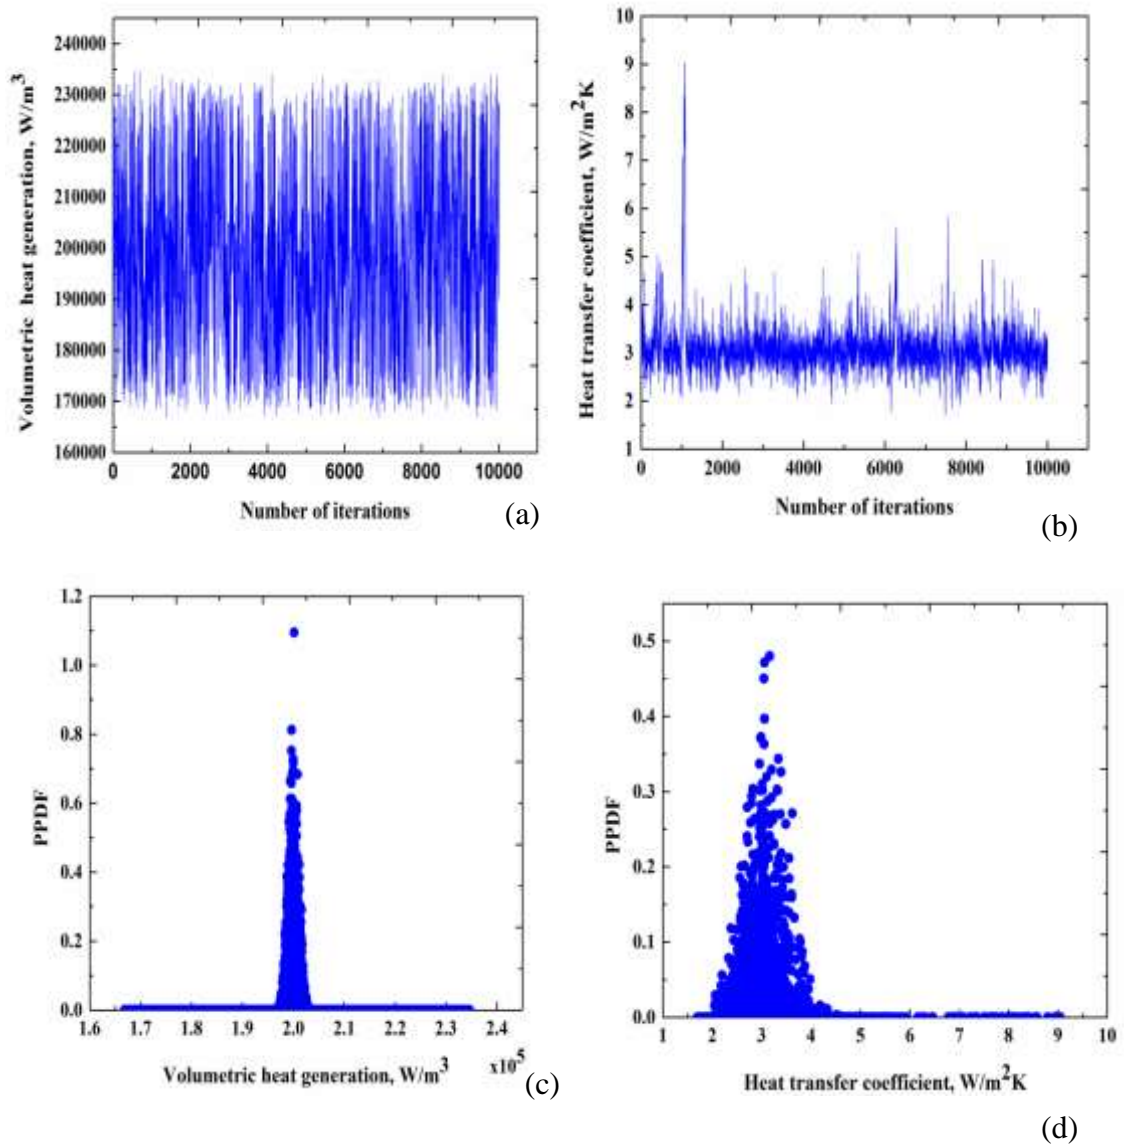 Volumetric heat generation, W/m³
240000
230000
220000
210000
200000
190000
180000
170000
160000
0 2000 4000 6000 8000 10000
Number of iterations
(a)
Heat transfer coefficient, W/m²K
10
9
8
7
6
5
4
3
2
1
0 2000 4000 6000 8000 10000
Number of iterations
(b)
PPDF
1.2
1.0
0.8
0.6
0.4
0.2
0.0
1.6 1.7 1.8 1.9 2.0 2.1 2.2 2.3 2.4
x10⁵
Volumetric heat generation, W/m³
(c)
PPDF
0.5
0.4
0.3
0.2
0.1
0.0
1 2 3 4 5 6 7 8 9 10
Heat transfer coefficient, W/m²K
(d)